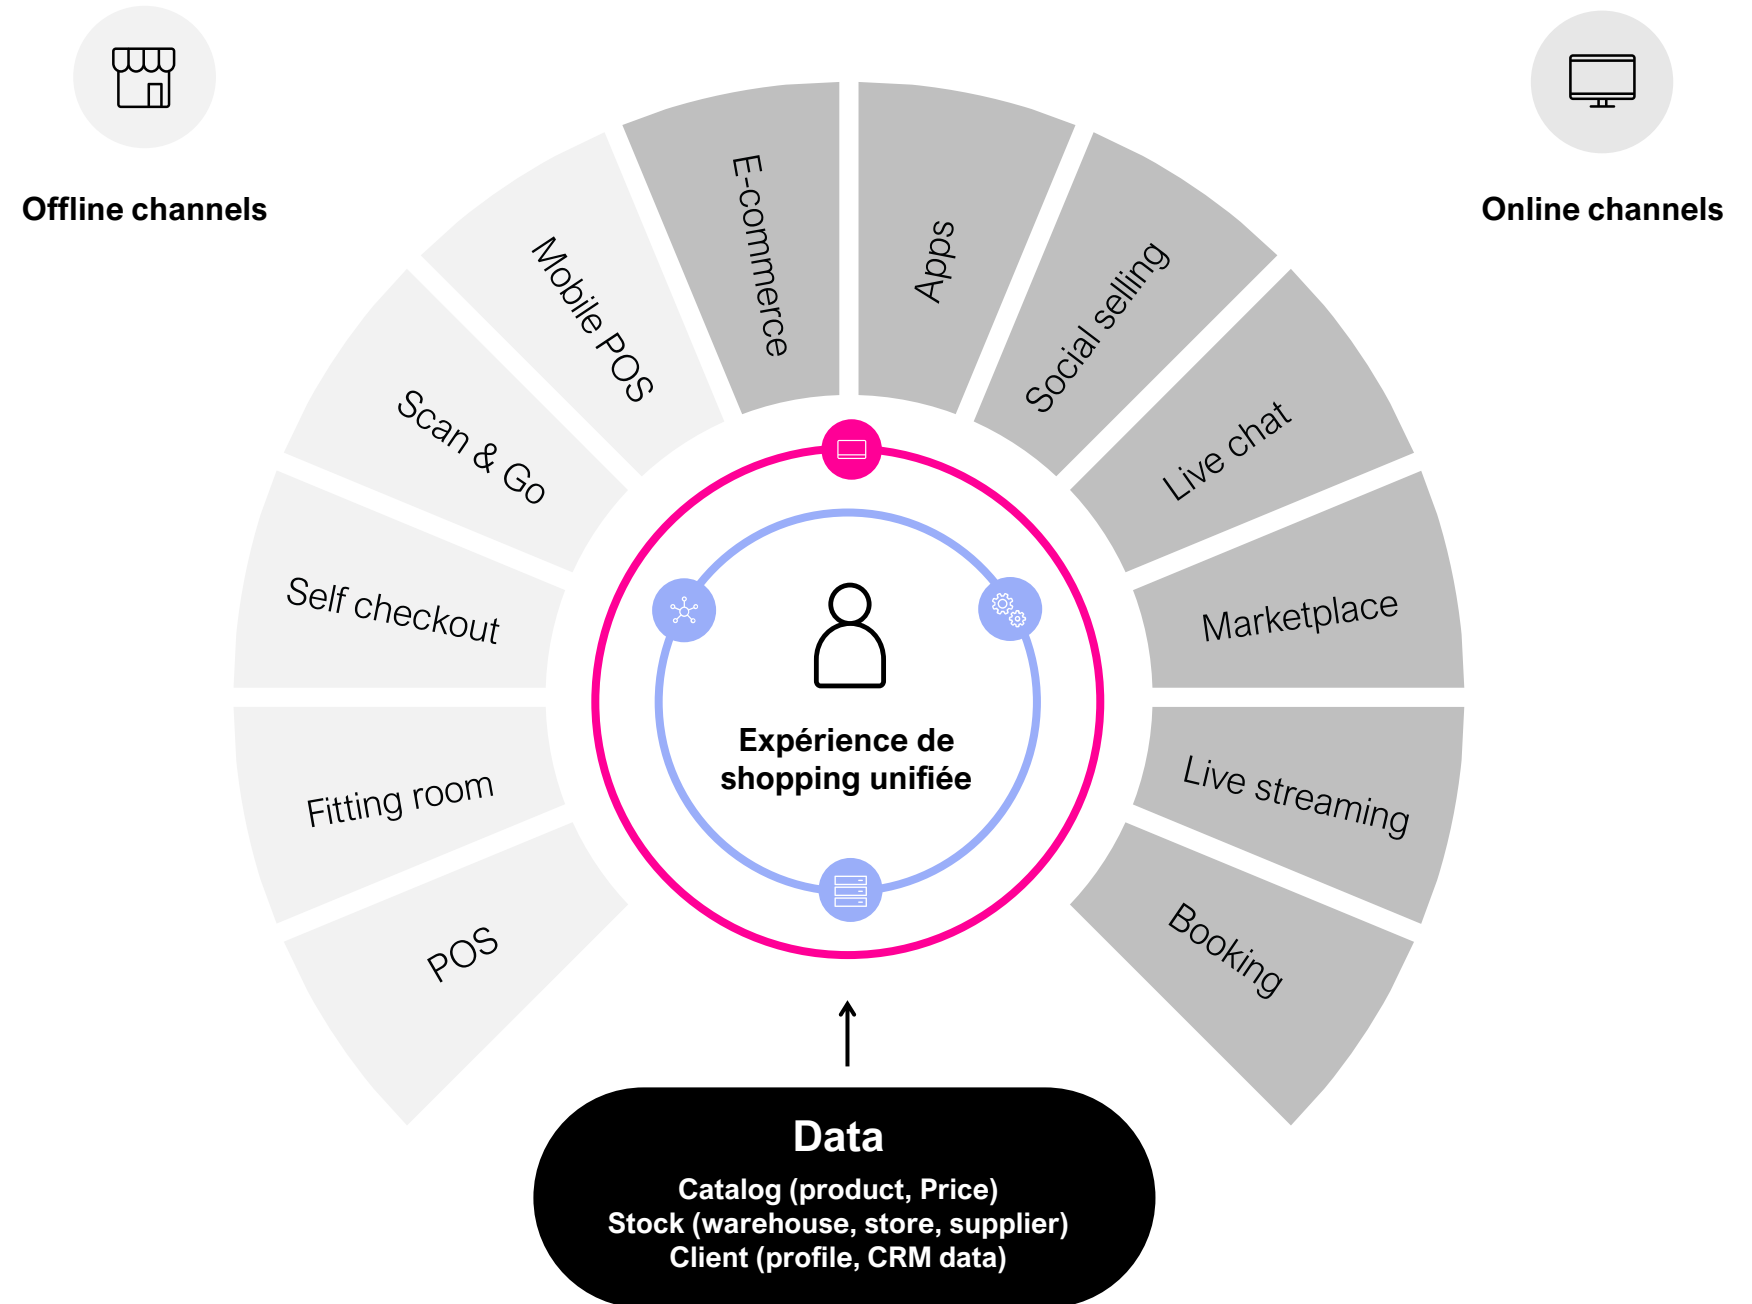 Offline channels
Online channels
POS
Fitting room
Self checkout
Scan & Go
Mobile POS
E-commerce
Apps
Social selling
Live chat
Marketplace
Live streaming
Booking
Expérience de
shopping unifiée
Data
Catalog (product, Price)
Stock (warehouse, store, supplier)
Client (profile, CRM data)